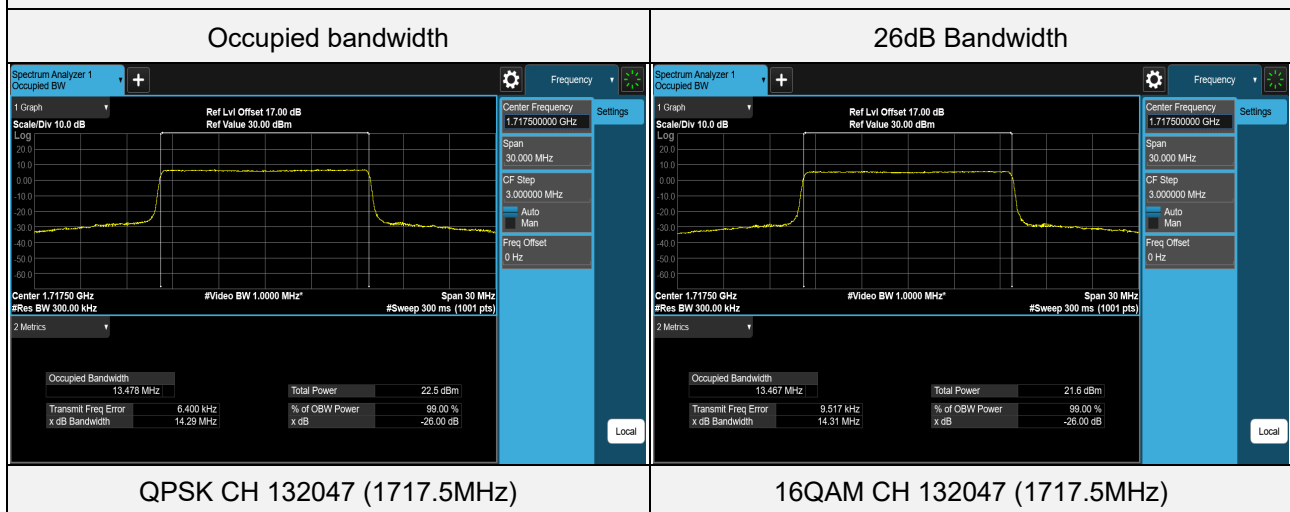 Occupied bandwidth
26dB Bandwidth
Spectrum Analyzer 1
Occupied BW
+
Frequency
1 Graph
Ref Lvl Offset 17.00 dB
Scale/Div 10.0 dB
Ref Value 30.00 dBm
Log
20.0
10.0
0.00
-10.0
-20.0
-30.0
-40.0
-50.0
-60.0
Center 1.71750 GHz
#Video BW 1.0000 MHz*
Span 30 MHz
#Res BW 300.00 kHz
#Sweep 300 ms (1001 pts)
Center Frequency
1.717500000 GHz
Settings
Span
30.000 MHz
CF Step
3.000000 MHz
Auto
Man
Freq Offset
0 Hz
2 Metrics
Occupied Bandwidth
13.478 MHz
Total Power 22.5 dBm
Transmit Freq Error 6.400 kHz
% of OBW Power 99.00 %
x dB Bandwidth 14.29 MHz
x dB -26.00 dB
Local
Spectrum Analyzer 1
Occupied BW
+
Frequency
1 Graph
Ref Lvl Offset 17.00 dB
Scale/Div 10.0 dB
Ref Value 30.00 dBm
Log
20.0
10.0
0.00
-10.0
-20.0
-30.0
-40.0
-50.0
-60.0
Center 1.71750 GHz
#Video BW 1.0000 MHz*
Span 30 MHz
#Res BW 300.00 kHz
#Sweep 300 ms (1001 pts)
Center Frequency
1.717500000 GHz
Settings
Span
30.000 MHz
CF Step
3.000000 MHz
Auto
Man
Freq Offset
0 Hz
2 Metrics
Occupied Bandwidth
13.467 MHz
Total Power 21.6 dBm
Transmit Freq Error 9.517 kHz
% of OBW Power 99.00 %
x dB Bandwidth 14.31 MHz
x dB -26.00 dB
Local
QPSK CH 132047 (1717.5MHz)
16QAM CH 132047 (1717.5MHz)